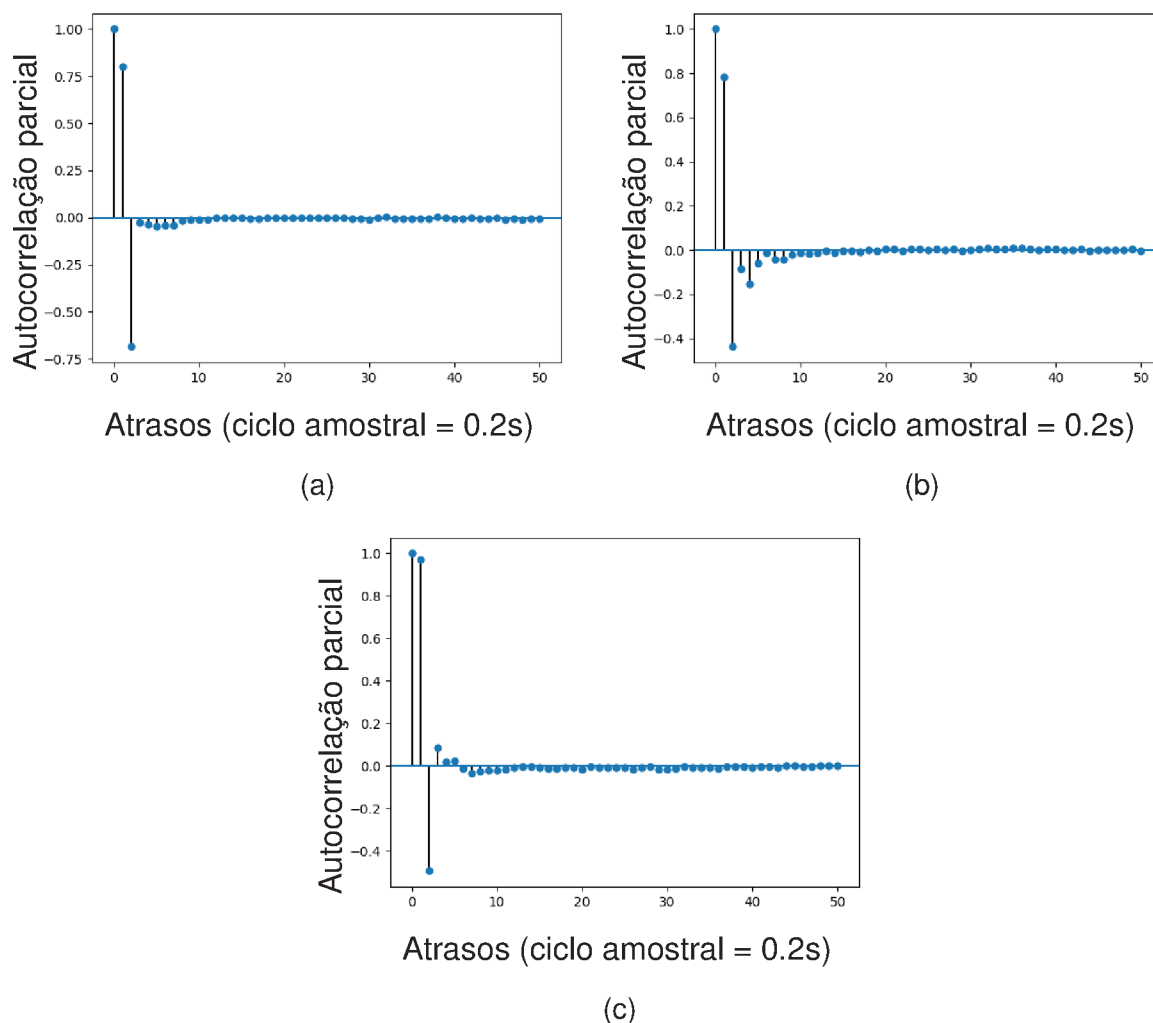 Autocorrelação parcial
1.00
0.75
0.50
0.25
0.00
−0.25
−0.50
−0.75
0 10 20 30 40 50
Atrasos (ciclo amostral = 0.2s)
(a)
Autocorrelação parcial
1.0
0.8
0.6
0.4
0.2
0.0
−0.2
−0.4
0 10 20 30 40 50
Atrasos (ciclo amostral = 0.2s)
(b)
Autocorrelação parcial
1.0
0.8
0.6
0.4
0.2
0.0
−0.2
−0.4
0 10 20 30 40 50
Atrasos (ciclo amostral = 0.2s)
(c)